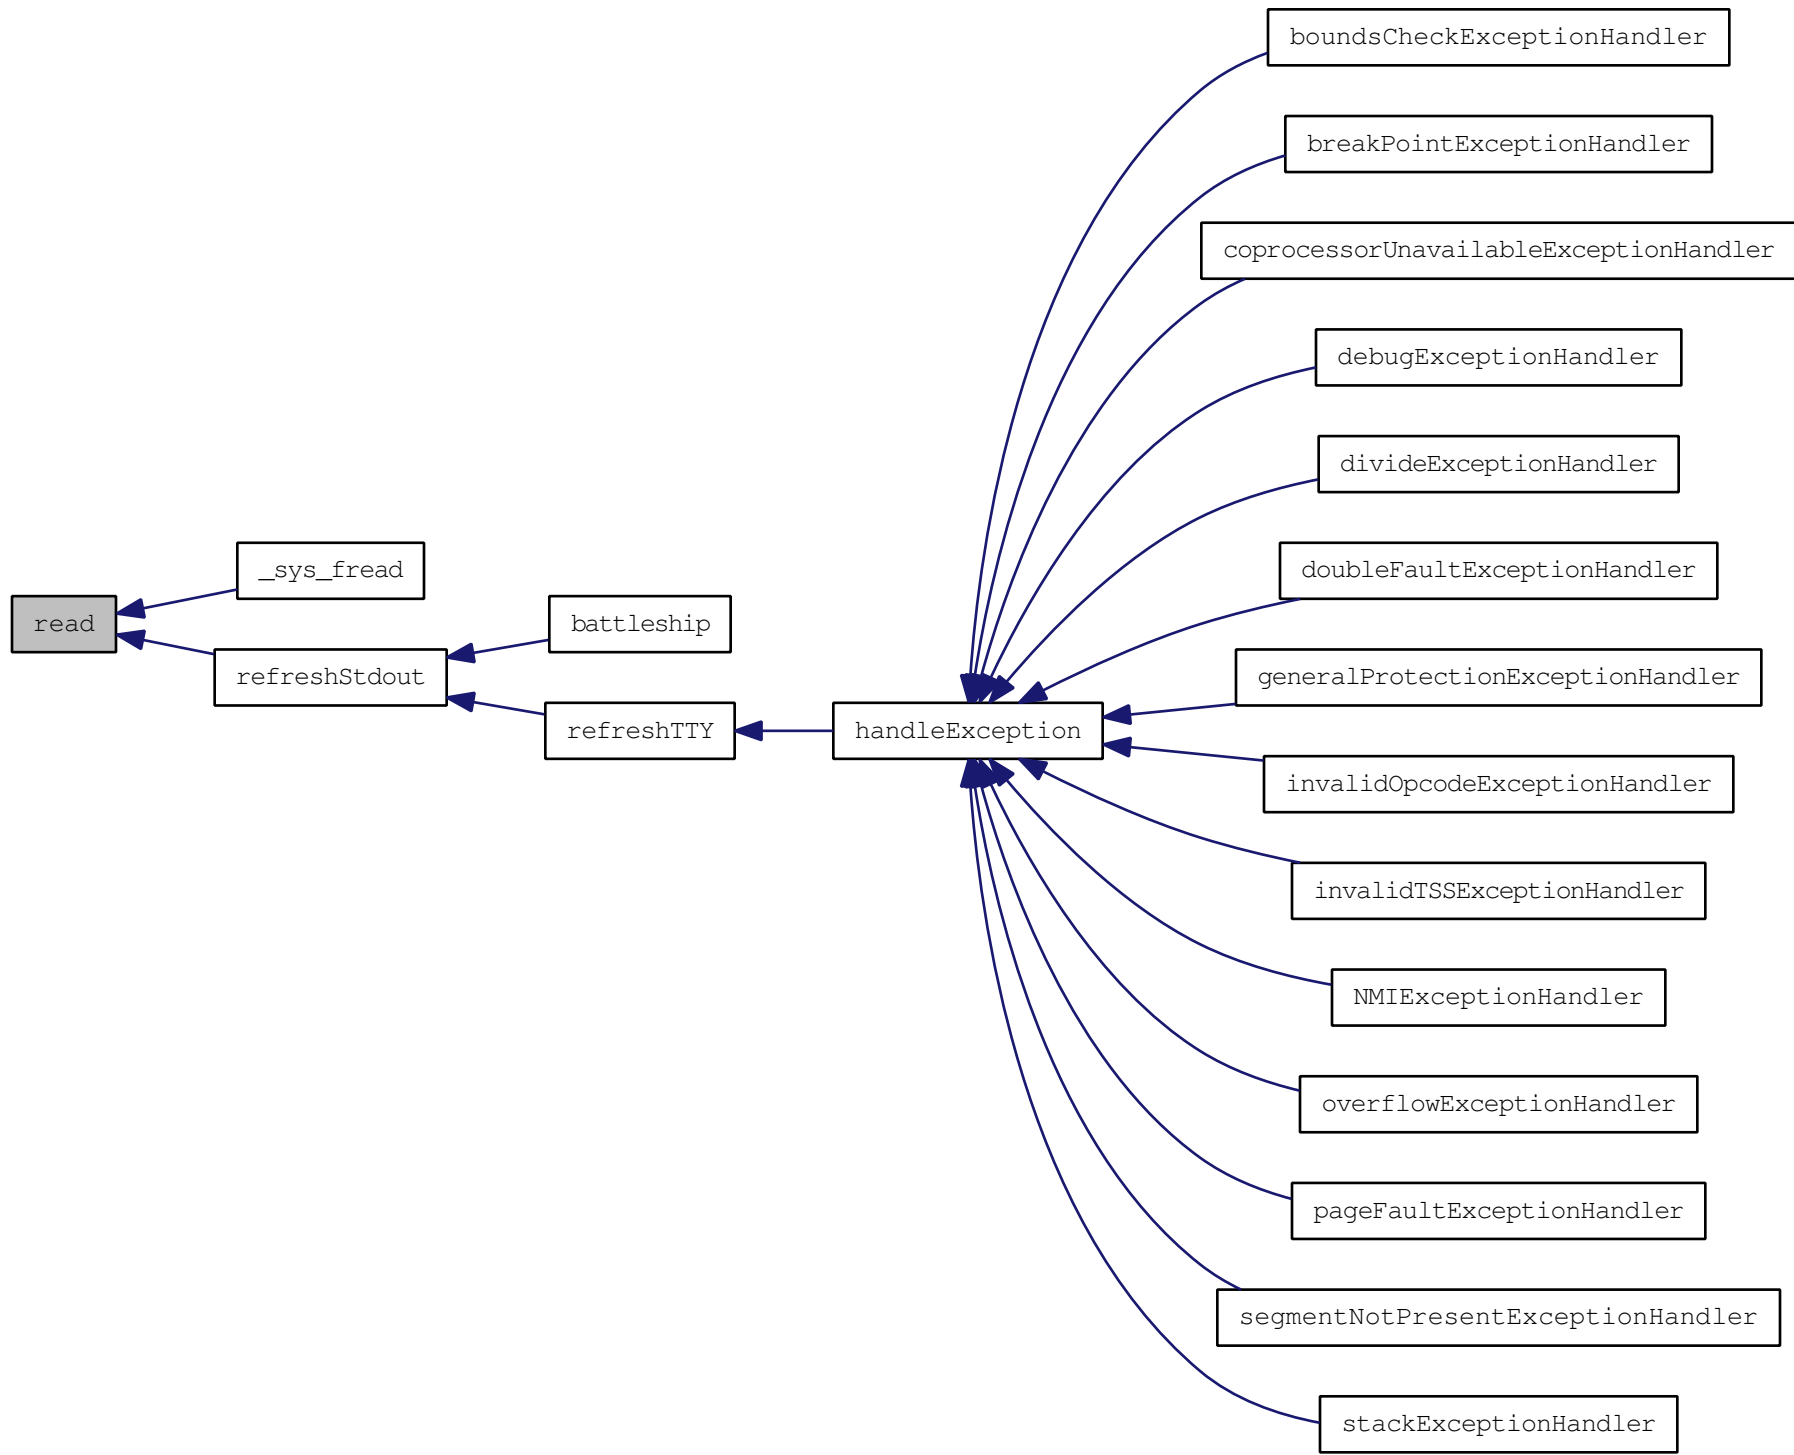 boundsCheckExceptionHandler
breakPointExceptionHandler
coprocessorUnavailableExceptionHandler
debugExceptionHandler
divideExceptionHandler
_sys_fread
doubleFaultExceptionHandler
read
battleship
refreshStdout
generalProtectionExceptionHandler
refreshTTY
handleException
invalidOpcodeExceptionHandler
invalidTSSExceptionHandler
NMIExceptionHandler
overflowExceptionHandler
pageFaultExceptionHandler
segmentNotPresentExceptionHandler
stackExceptionHandler